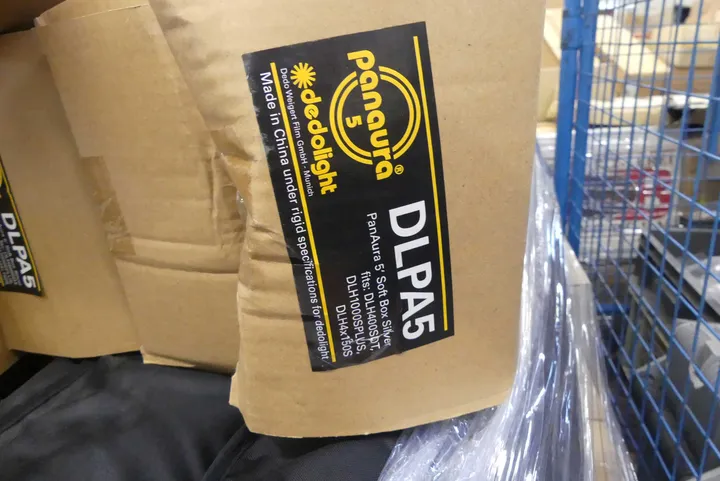 panaura®
5
dedolight
Dedo Weigert Film GmbH · Munich
Made in China under rigid specifications for dedolight
DLPA5
PanAura 5' Soft Box Silver
fits: DLH400SDT,
DLH1000SPLUS,
DLH4x150S
DLPA5